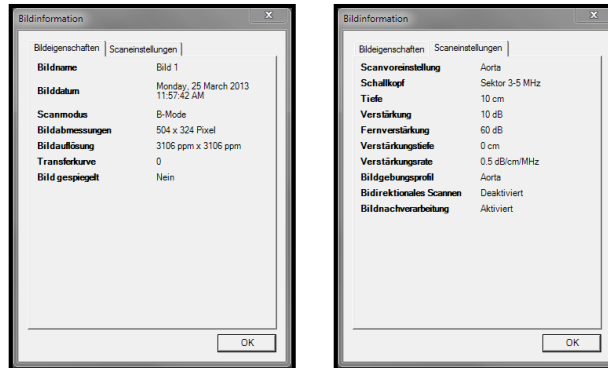 Bildinformation
Bildeigenschaften Scaneinstellungen
Bildname Bild 1
Bilddatum Monday, 25 March 2013
11:57:42 AM
Scanmodus B-Mode
Bildabmessungen 504 x 324 Pixel
Bildauflösung 3106 ppm x 3106 ppm
Transferkurve 0
Bild gespiegelt Nein
OK
Bildinformation
Bildeigenschaften Scaneinstellungen
Scanvoreinstellung Aorta
Schallkopf Sektor 3-5 MHz
Tiefe 10 cm
Verstärkung 10 dB
Fernverstärkung 60 dB
Verstärkungstiefe 0 cm
Verstärkungsrate 0.5 dB/cm/MHz
Bildgebungsprofil Aorta
Bidirektionales Scannen Deaktiviert
Bildnachverarbeitung Aktiviert
OK